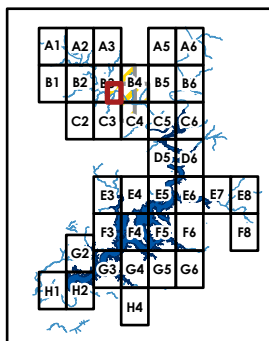 A1 A2 A3 A5 A6
B1 B2 B3 B4 B5 B6
C2 C3 C4 C5 C6
D5 D6
E3 E4 E5 E6 E7 E8
F3 F4 F5 F6 F8
G2 G3 G4 G5 G6
H1 H2
H4